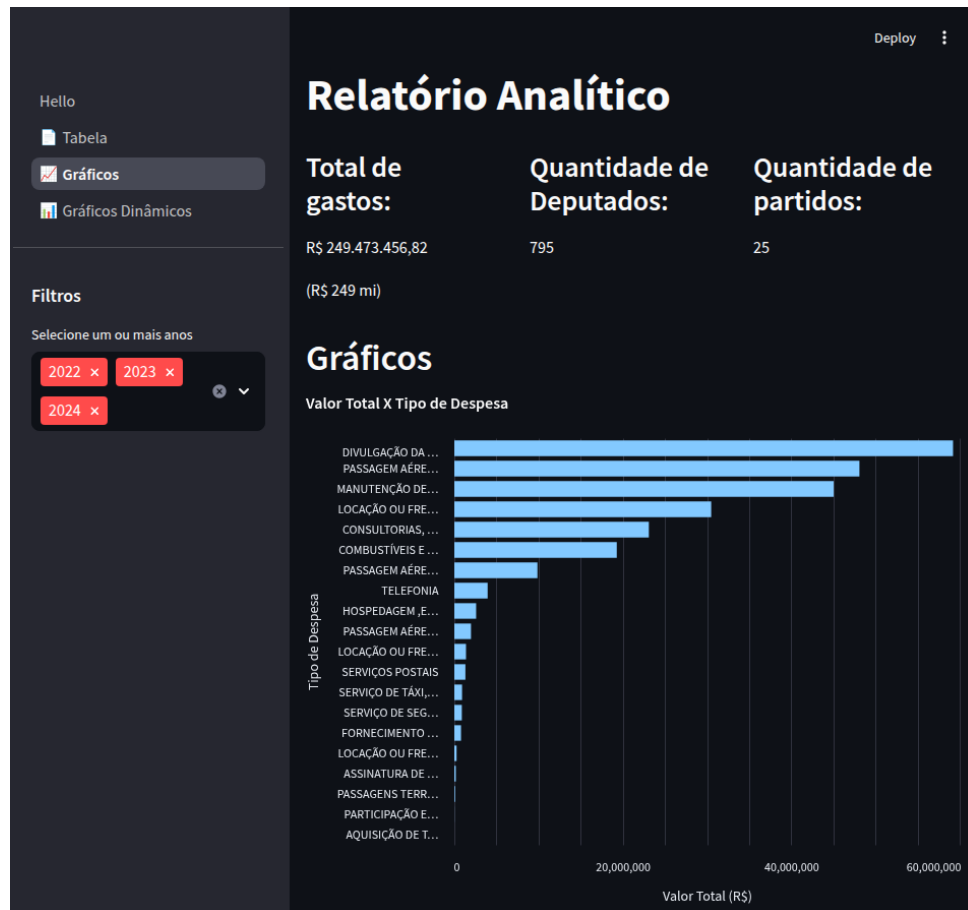 Deploy
Hello
Tabela
Gráficos
Gráficos Dinâmicos
Filtros
Selecione um ou mais anos
2022 ×
2023 ×
2024 ×
Relatório Analítico
Total de
gastos:
R$ 249.473.456,82
(R$ 249 mi)
Quantidade de
Deputados:
795
Quantidade de
partidos:
25
Gráficos
Valor Total X Tipo de Despesa
Tipo de Despesa
DIVULGAÇÃO DA …
PASSAGEM AÉRE…
MANUTENÇÃO DE…
LOCAÇÃO OU FRE…
CONSULTORIAS, …
COMBUSTÍVEIS E …
PASSAGEM AÉRE…
TELEFONIA
HOSPEDAGEM ,E…
PASSAGEM AÉRE…
LOCAÇÃO OU FRE…
SERVIÇOS POSTAIS
SERVIÇO DE TÁXI,…
SERVIÇO DE SEG…
FORNECIMENTO …
LOCAÇÃO OU FRE…
ASSINATURA DE …
PASSAGENS TERR…
PARTICIPAÇÃO E…
AQUISIÇÃO DE T…
0
20,000,000
40,000,000
60,000,000
Valor Total (R$)